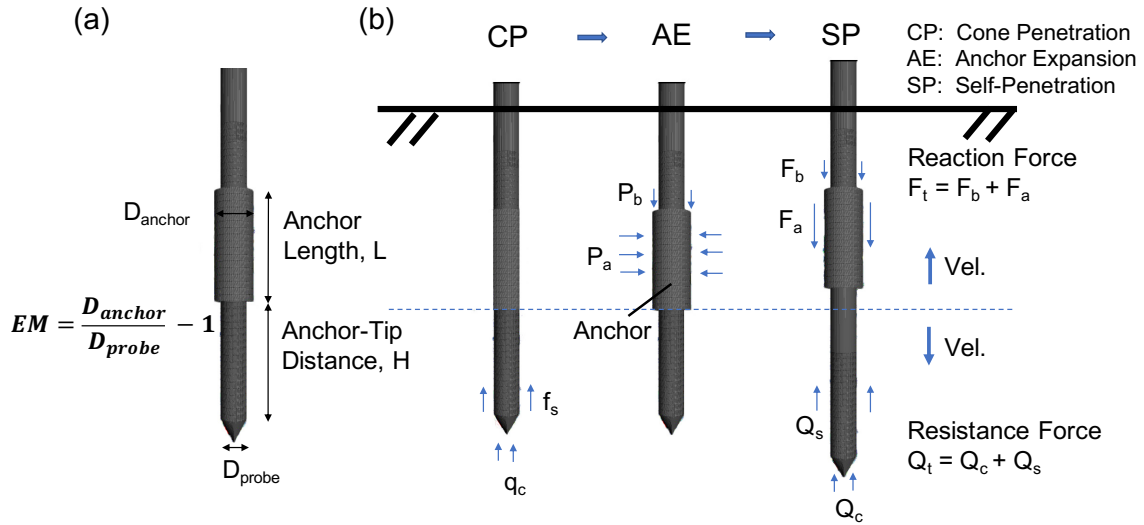 (a)
D_anchor
Anchor
Length, L
EM = D_anchor / D_probe − 1
Anchor-Tip
Distance, H
D_probe
(b)
CP
AE
SP
CP: Cone Penetration
AE: Anchor Expansion
SP: Self-Penetration
f_s
q_c
P_b
P_a
Anchor
F_b
F_a
Q_s
Q_c
Reaction Force
F_t = F_b + F_a
Vel.
Vel.
Resistance Force
Q_t = Q_c + Q_s